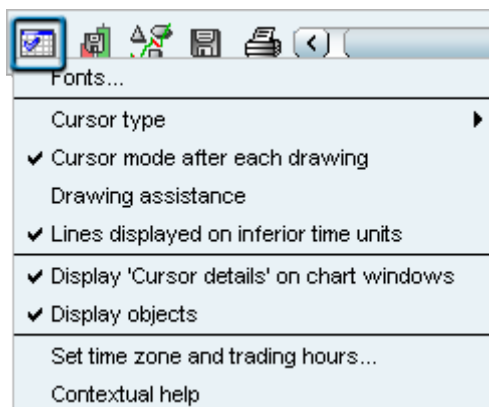 Fonts...
Cursor type
Cursor mode after each drawing
Drawing assistance
Lines displayed on inferior time units
Display 'Cursor details' on chart windows
Display objects
Set time zone and trading hours...
Contextual help